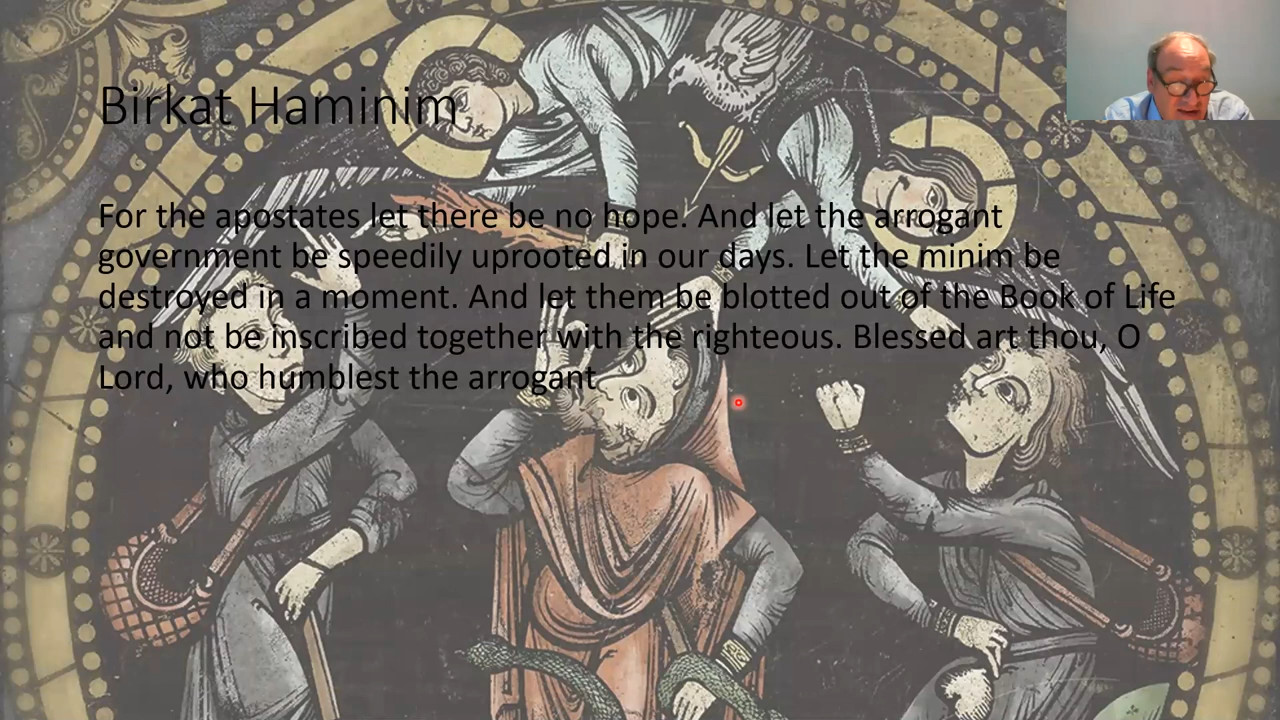 Birkat Haminim
For the apostates let there be no hope. And let the arrogant
government be speedily uprooted in our days. Let the minim be
destroyed in a moment. And let them be blotted out of the Book of Life
and not be inscribed together with the righteous. Blessed art thou, O
Lord, who humblest the arrogant.